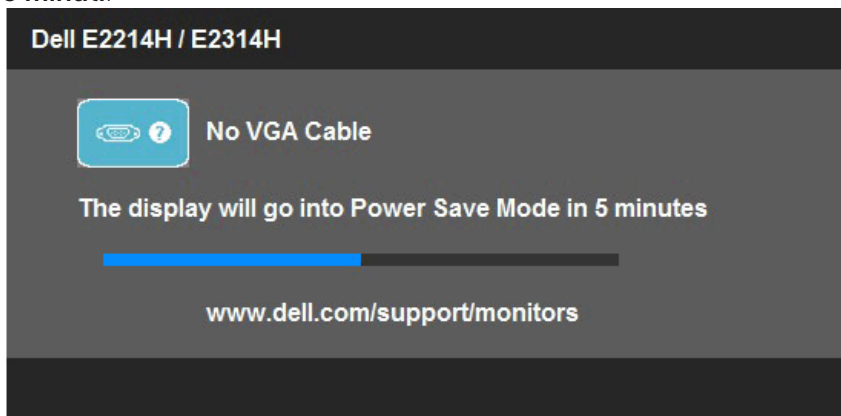 Dell E2214H / E2314H
No VGA Cable
The display will go into Power Save Mode in 5 minutes
www.dell.com/support/monitors